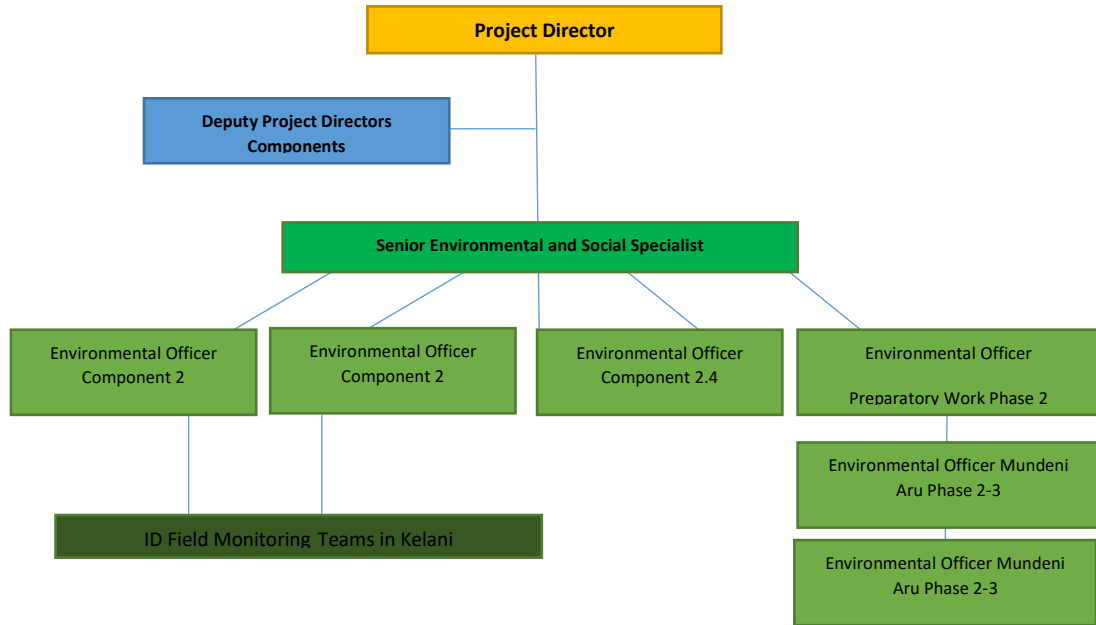 Project Director
Deputy Project Directors
Components
Senior Environmental and Social Specialist
Environmental Officer
Component 2
Environmental Officer
Component 2
Environmental Officer
Component 2.4
Environmental Officer
Preparatory Work Phase 2
Environmental Officer Mundeni
Aru Phase 2-3
ID Field Monitoring Teams in Kelani
Environmental Officer Mundeni
Aru Phase 2-3